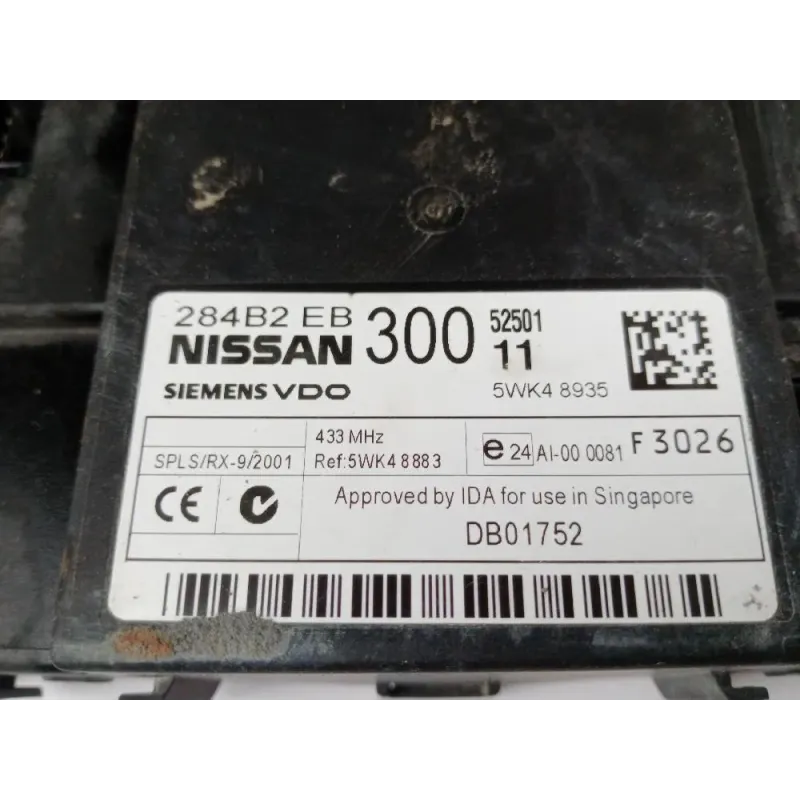 284B2 EB 300 52501
NISSAN 11
SIEMENS VDO 5WK4 8935
433 MHz
SPLS/RX-9/2001 Ref:5WK4 8883 e 24 AI-00 0081 F 3026
CE Approved by IDA for use in Singapore
DB01752